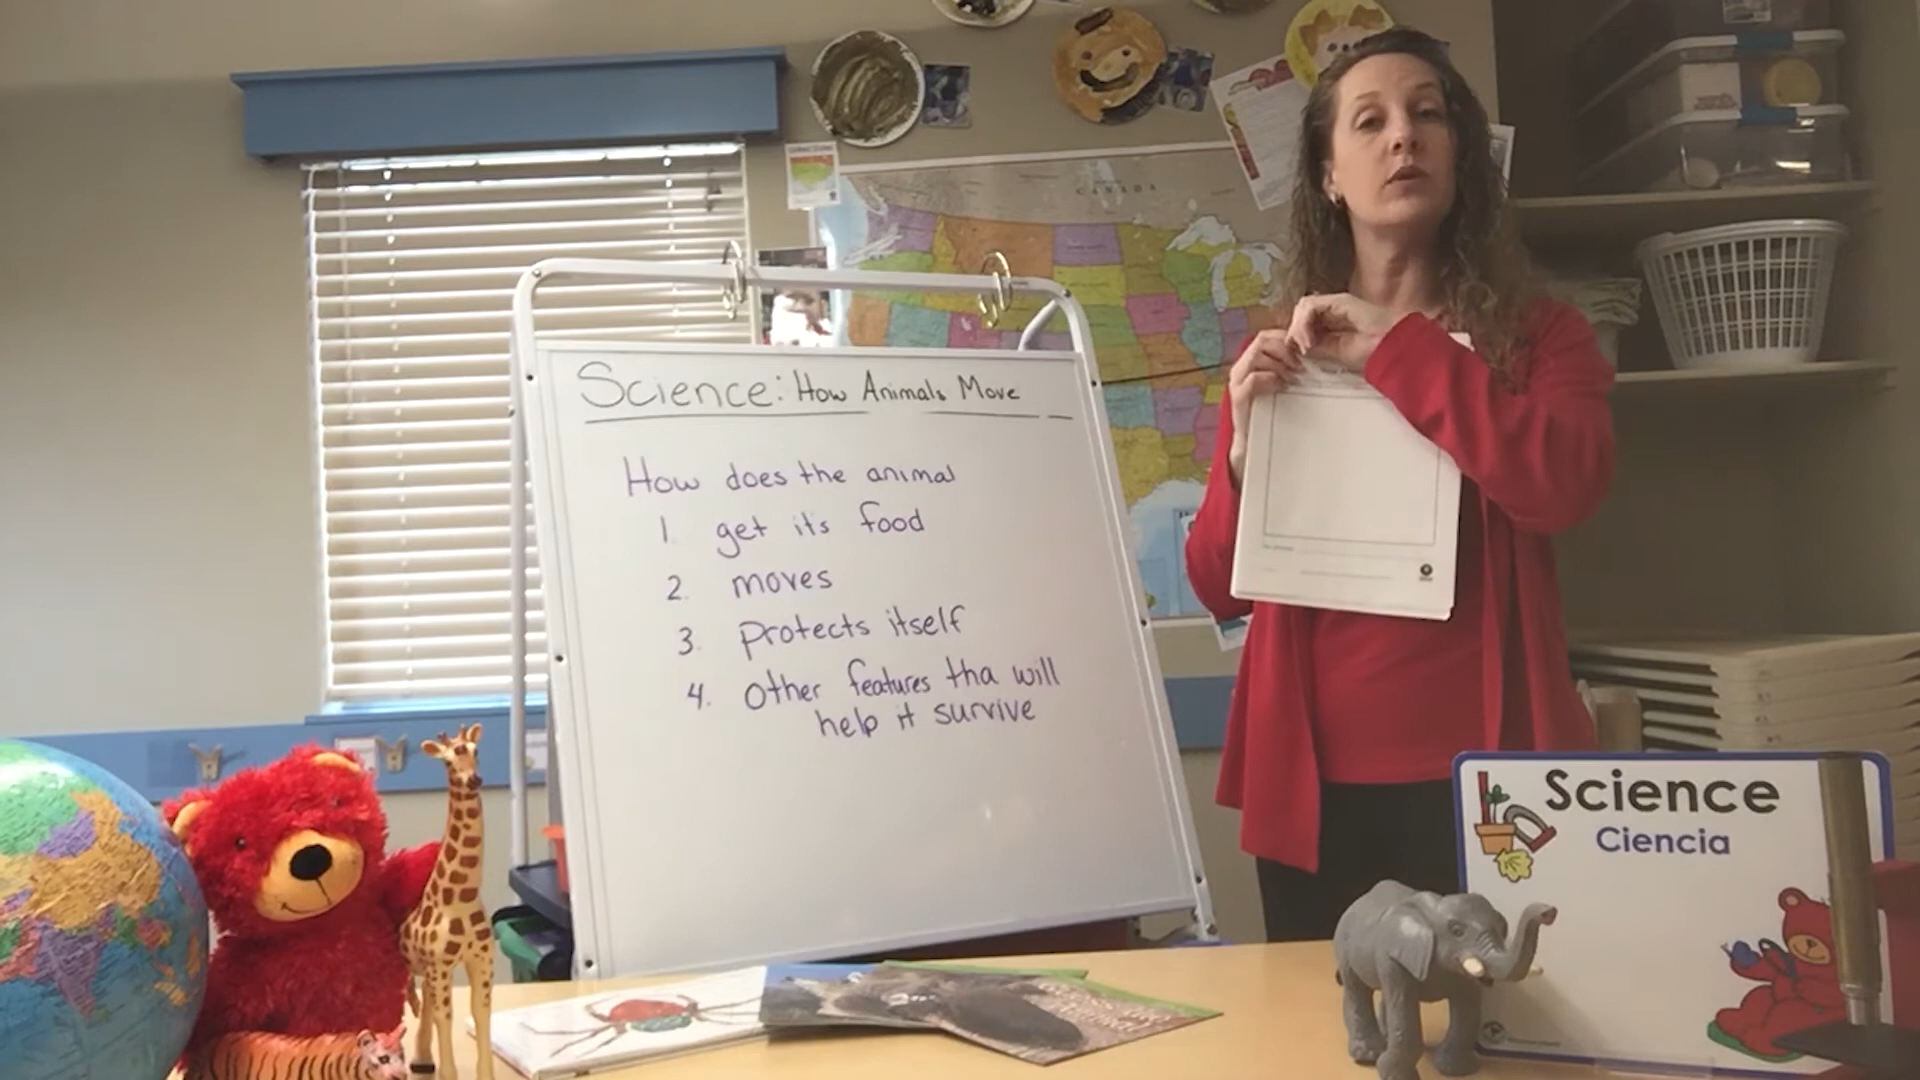 CANADA
Science: How Animals Move
How does the animal
1. get its food
2. moves
3. protects itself
4. other features tha will
help it survive
Science
Ciencia